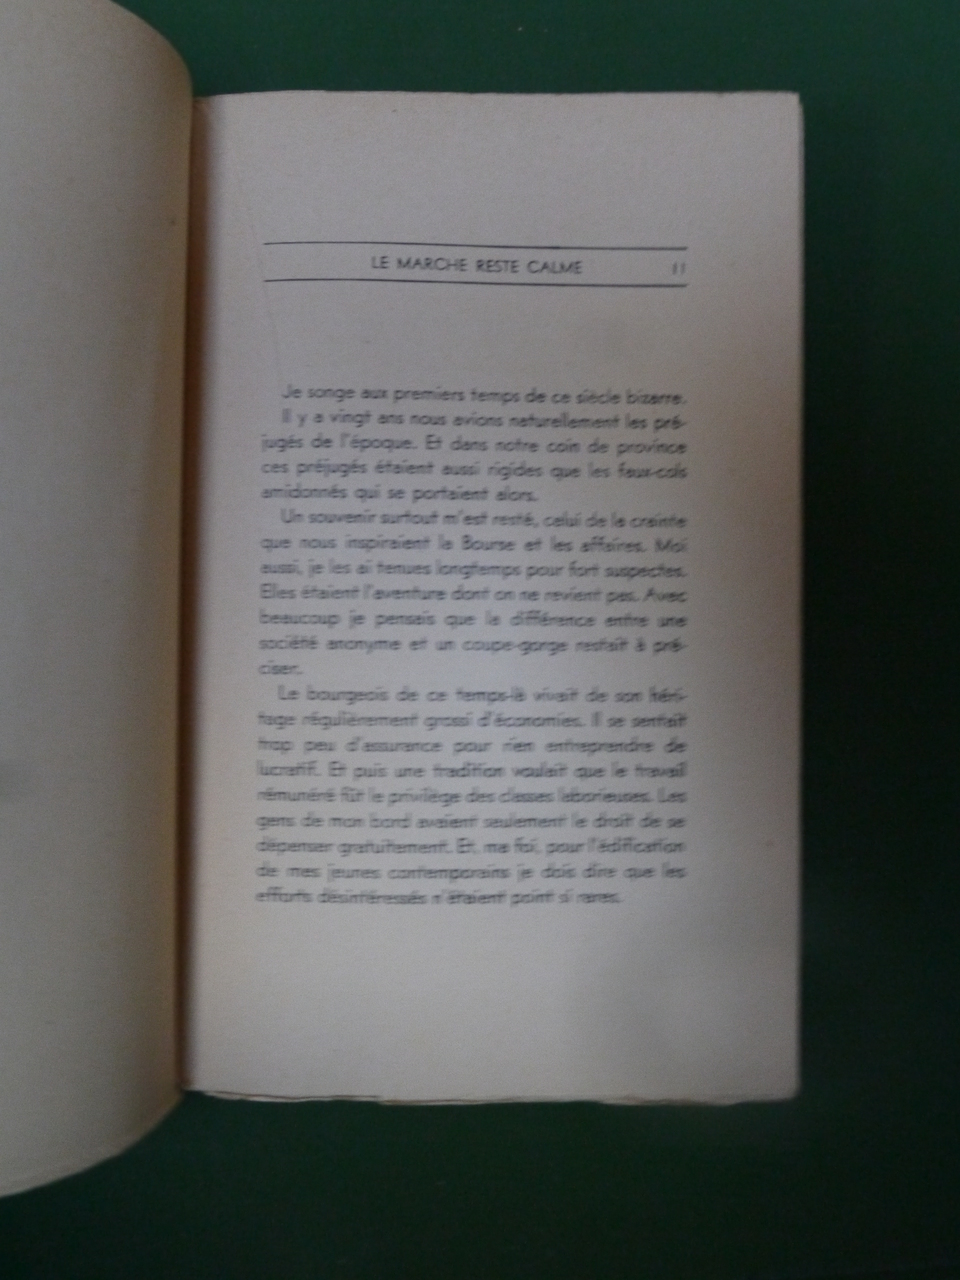 LE MARCHE RESTE CALME 11
Je songe aux premiers temps de ce siècle bizarre.
Il y a vingt ans nous avions naturellement les pré-
jugés de l'époque. Et dans notre coin de province
ces préjugés étaient aussi rigides que les faux-cols
amidonnés qui se portaient alors.
Un souvenir surtout m'est resté, celui de la crainte
que nous inspiraient la Bourse et les affaires. Moi
aussi, je les ai tenues longtemps pour fort suspectes.
Elles étaient l'aventure dont on ne revient pas. Avec
beaucoup je pensais que la différence entre une
société anonyme et un coupe-gorge restait à pré-
ciser.
Le bourgeois de ce temps-là vivait de son héri-
tage régulièrement grossi d'économies. Il se sentait
trop peu d'assurance pour rien entreprendre de
lucratif. Et puis une tradition voulait que le travail
rémunéré fût le privilège des classes laborieuses. Les
gens de mon bord avaient seulement le droit de se
dépenser gratuitement. Et, ma foi, pour l'édification
de mes jeunes contemporains je dois dire que les
efforts désintéressés n'étaient point si rares.